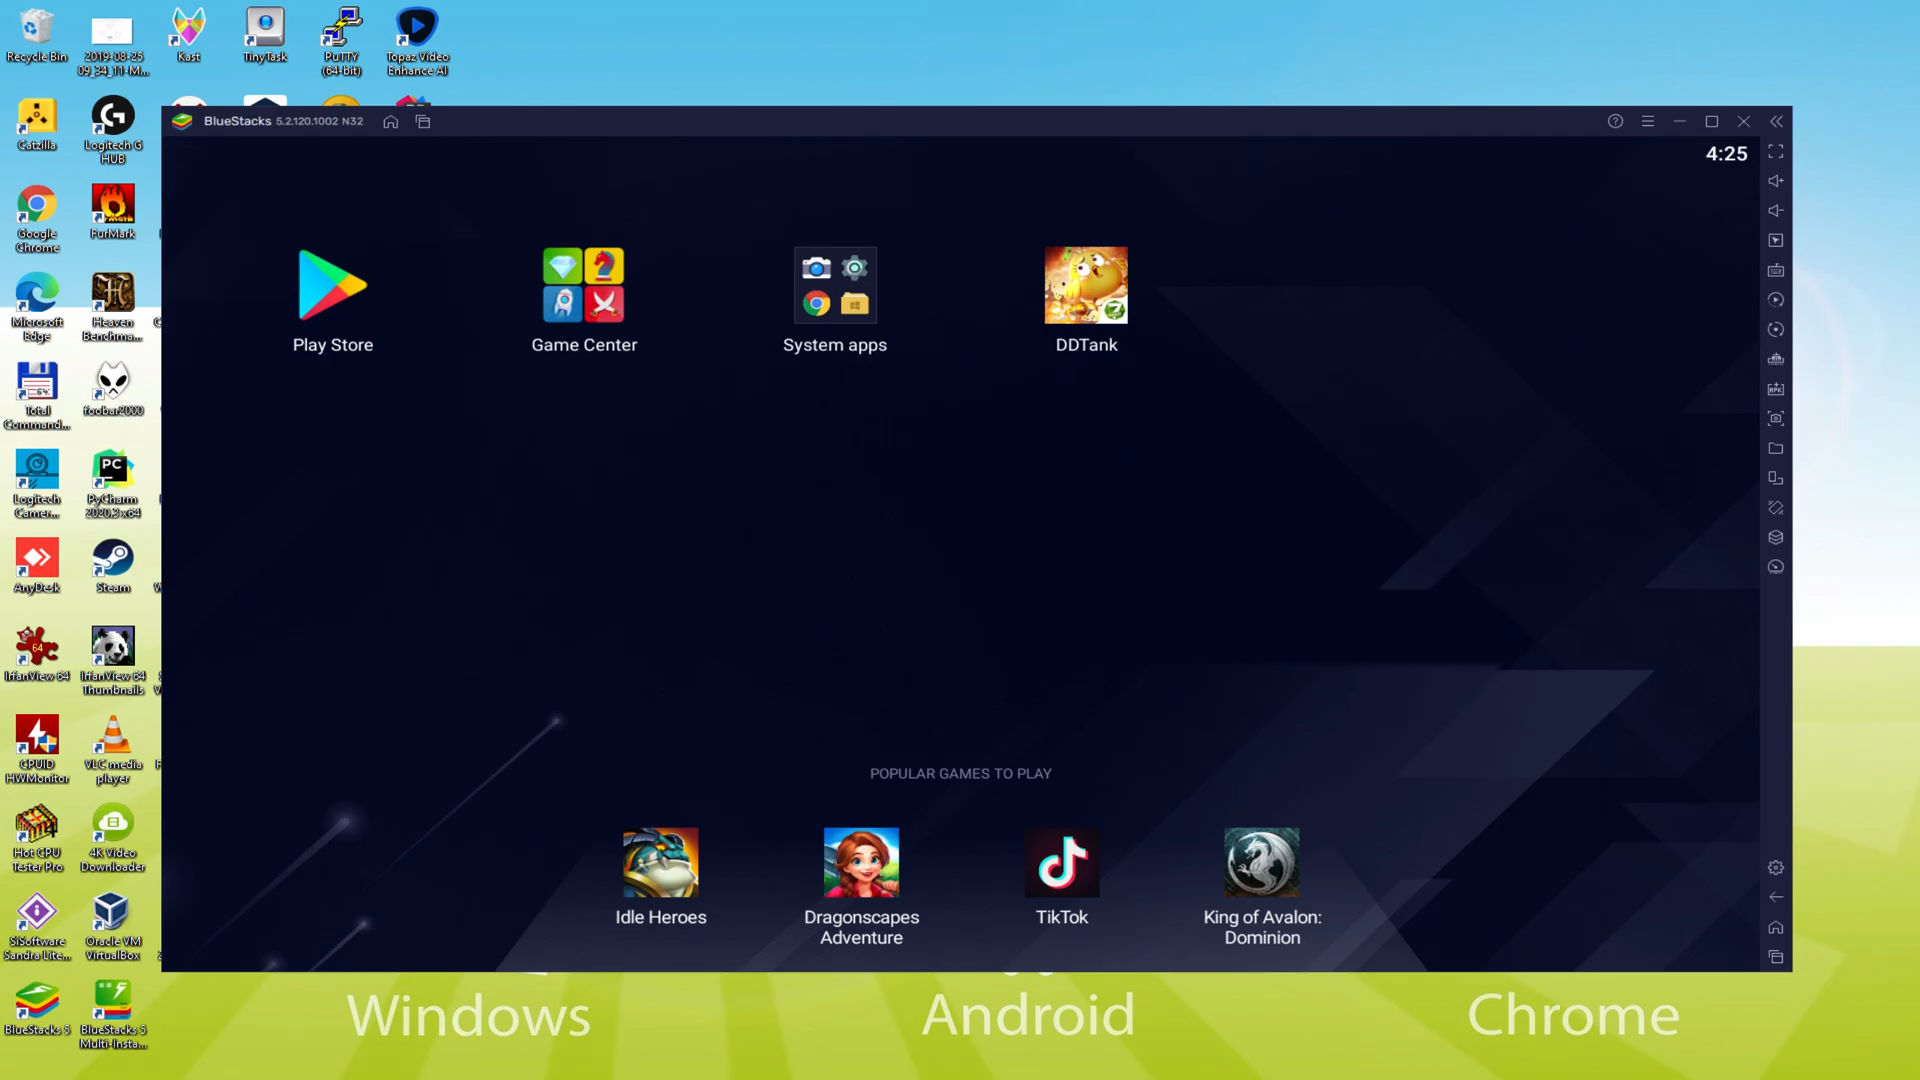 Recycle Bin
2019-08-25
09_34_11-M...
Kast
TinyTask
PuTTY
(64-bit)
Topaz Video
Enhance AI
Catzilla
Logitech G
HUB
Google
Chrome
FurMark
Microsoft
Edge
Heaven
Benchma...
Total
Command...
foobar2000
Logitech
Camer...
PyCharm
2020.3 x64
AnyDesk
Steam
IrfanView 64
IrfanView 64
Thumbnails
CPUID
HWMonitor
VLC media
player
Hot CPU
Tester Pro
4K Video
Downloader
SiSoftware
Sandra Lite...
Oracle VM
VirtualBox
BlueStacks 5
BlueStacks 5
Multi-Insta...
BlueStacks 5.2.120.1002 N32
4:25
Play Store
Game Center
System apps
DDTank
POPULAR GAMES TO PLAY
Idle Heroes
Dragonscapes
Adventure
TikTok
King of Avalon:
Dominion
Windows
Android
Chrome